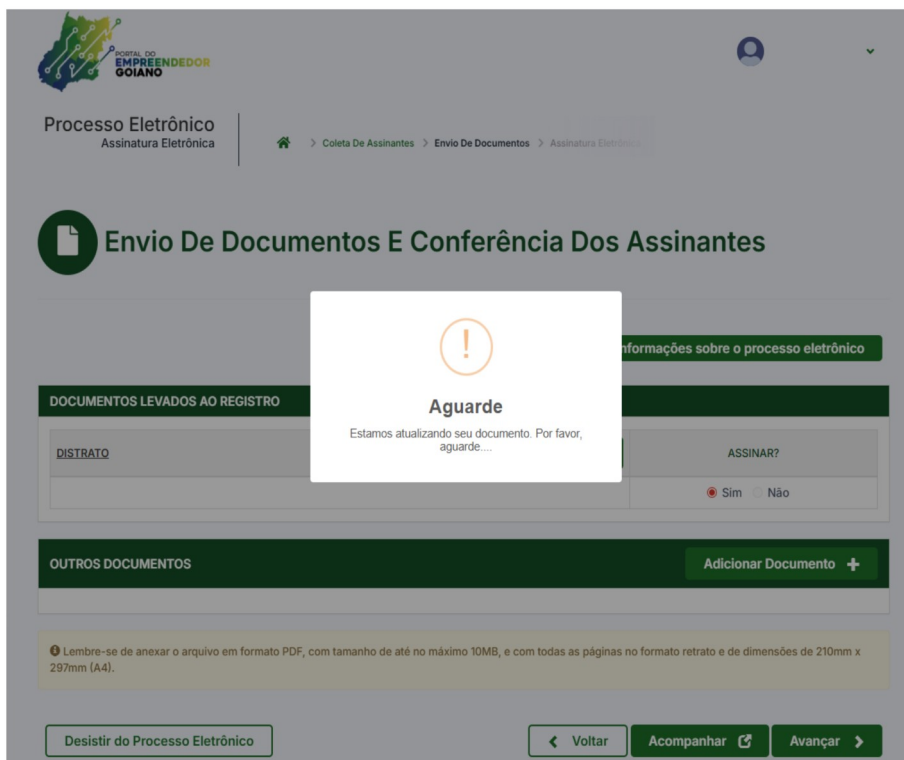 PORTAL DO
EMPREENDEDOR
GOIANO
Processo Eletrônico
Assinatura Eletrônica
> Coleta De Assinantes > Envio De Documentos > Assinatura Eletrônica
Envio De Documentos E Conferência Dos Assinantes
nformações sobre o processo eletrônico
!
Aguarde
Estamos atualizando seu documento. Por favor,
aguarde....
DOCUMENTOS LEVADOS AO REGISTRO
DISTRATO
ASSINAR?
Sim Não
OUTROS DOCUMENTOS
Adicionar Documento +
Lembre-se de anexar o arquivo em formato PDF, com tamanho de até no máximo 10MB, e com todas as páginas no formato retrato e de dimensões de 210mm x
297mm (A4).
Desistir do Processo Eletrônico
Voltar
Acompanhar
Avançar